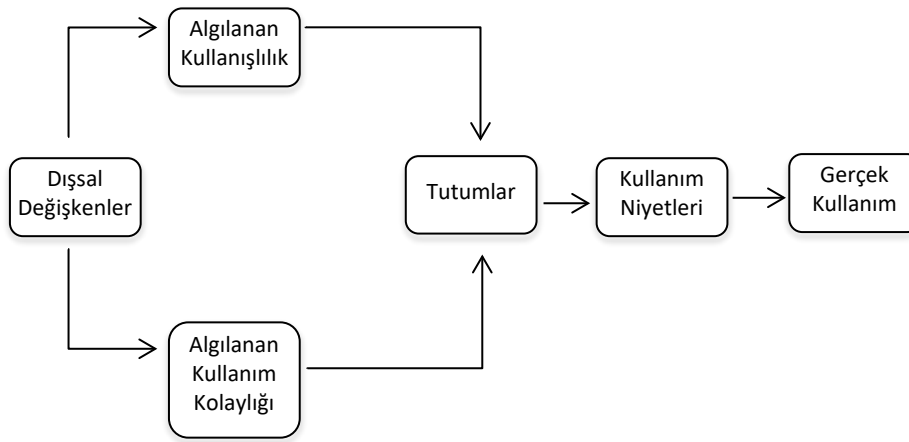 Algılanan
Kullanışlılık
Dışsal
Değişkenler
Tutumlar
Kullanım
Niyetleri
Gerçek
Kullanım
Algılanan
Kullanım
Kolaylığı